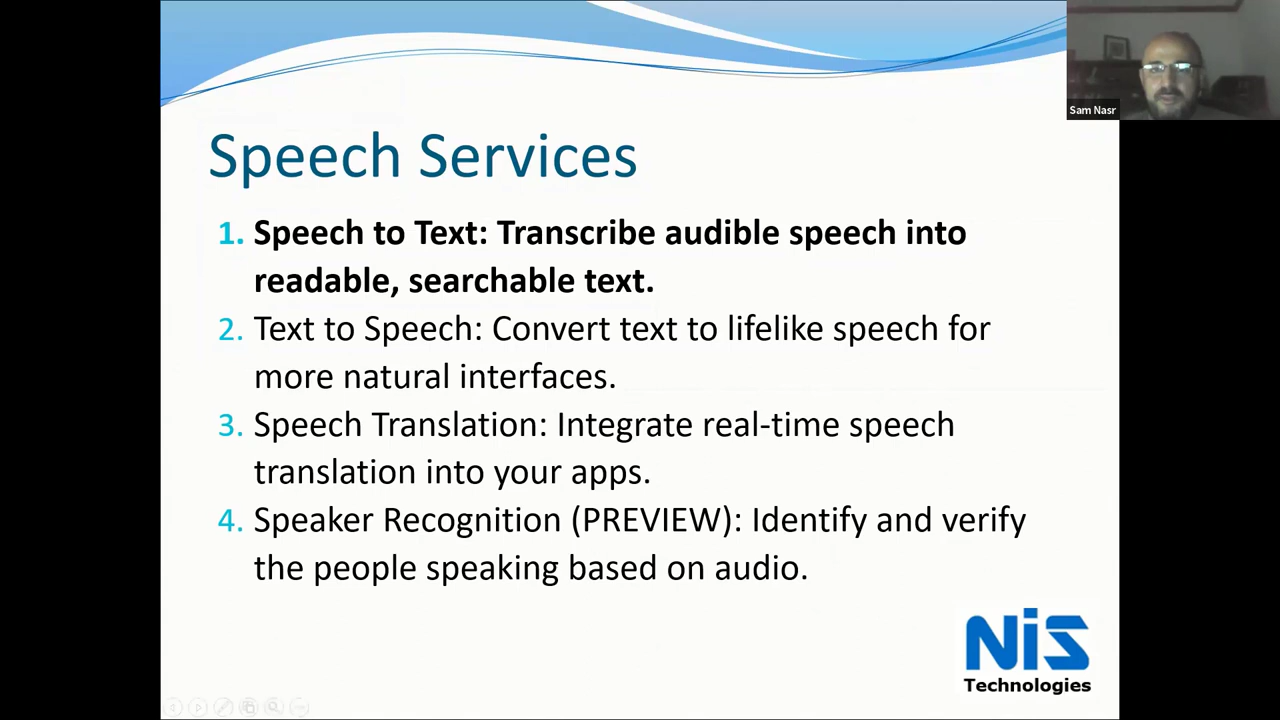 Sam Nasr
Speech Services
1. Speech to Text: Transcribe audible speech into
readable, searchable text.
2. Text to Speech: Convert text to lifelike speech for
more natural interfaces.
3. Speech Translation: Integrate real-time speech
translation into your apps.
4. Speaker Recognition (PREVIEW): Identify and verify
the people speaking based on audio.
NiS
Technologies